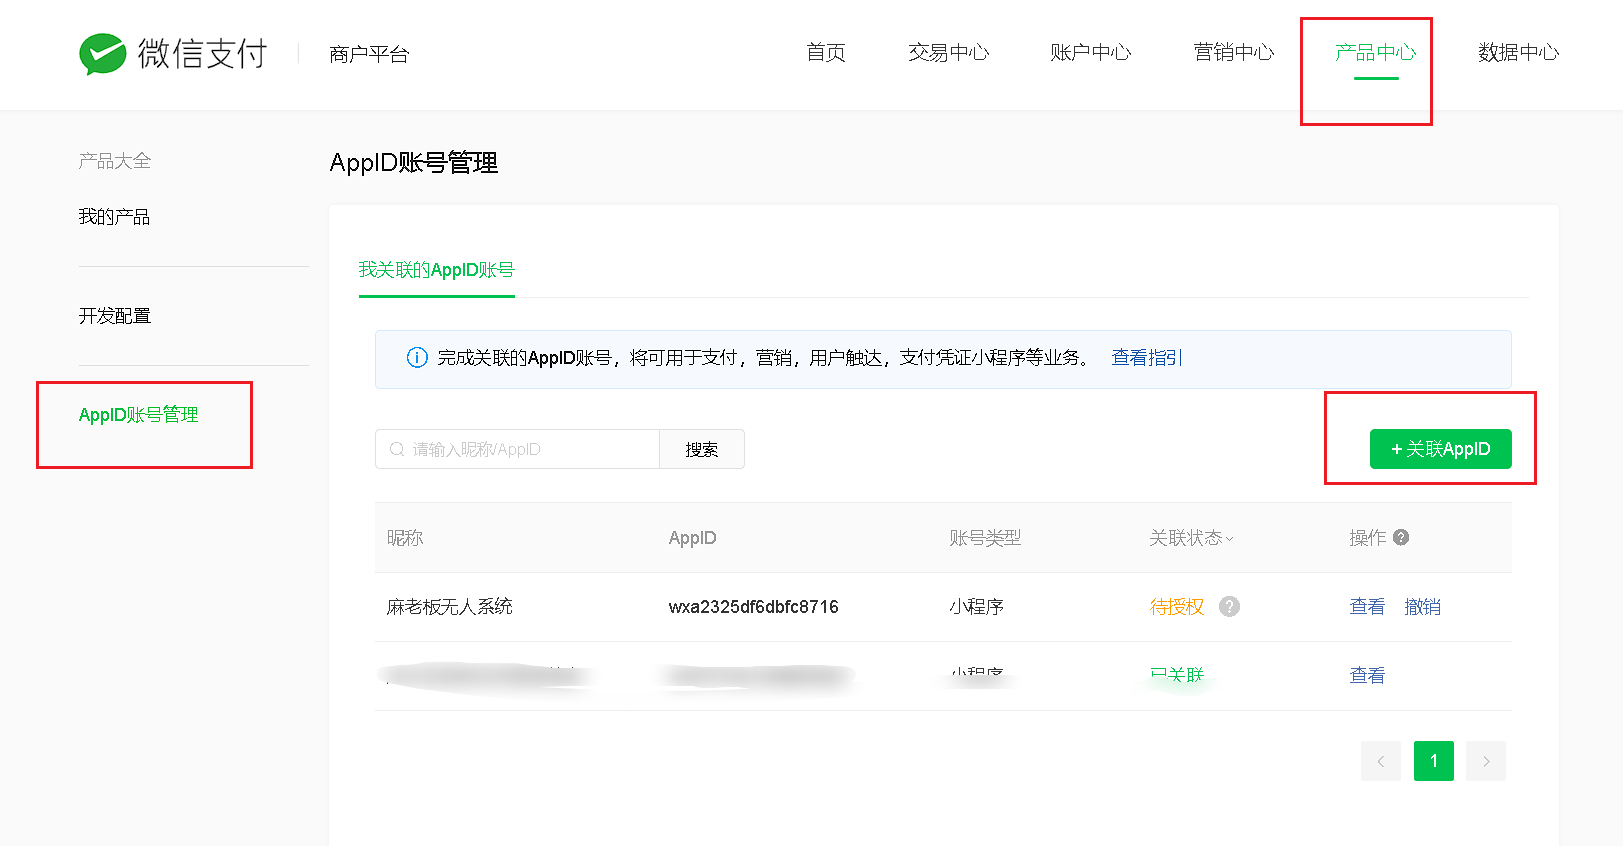 微信支付 商户平台 首页 交易中心 账户中心 营销中心 产品中心 数据中心
产品大全
AppID账号管理
我的产品
我关联的AppID账号
开发配置
完成关联的AppID账号，将可用于支付，营销，用户触达，支付凭证小程序等业务。 查看指引
AppID账号管理
请输入昵称/AppID 搜索 + 关联AppID
昵称 AppID 账号类型 关联状态 操作 ?
麻老板无人系统 wxa2325df6dbfc8716 小程序 待授权 ? 查看 撤销
小程序 已关联 查看
< 1 >